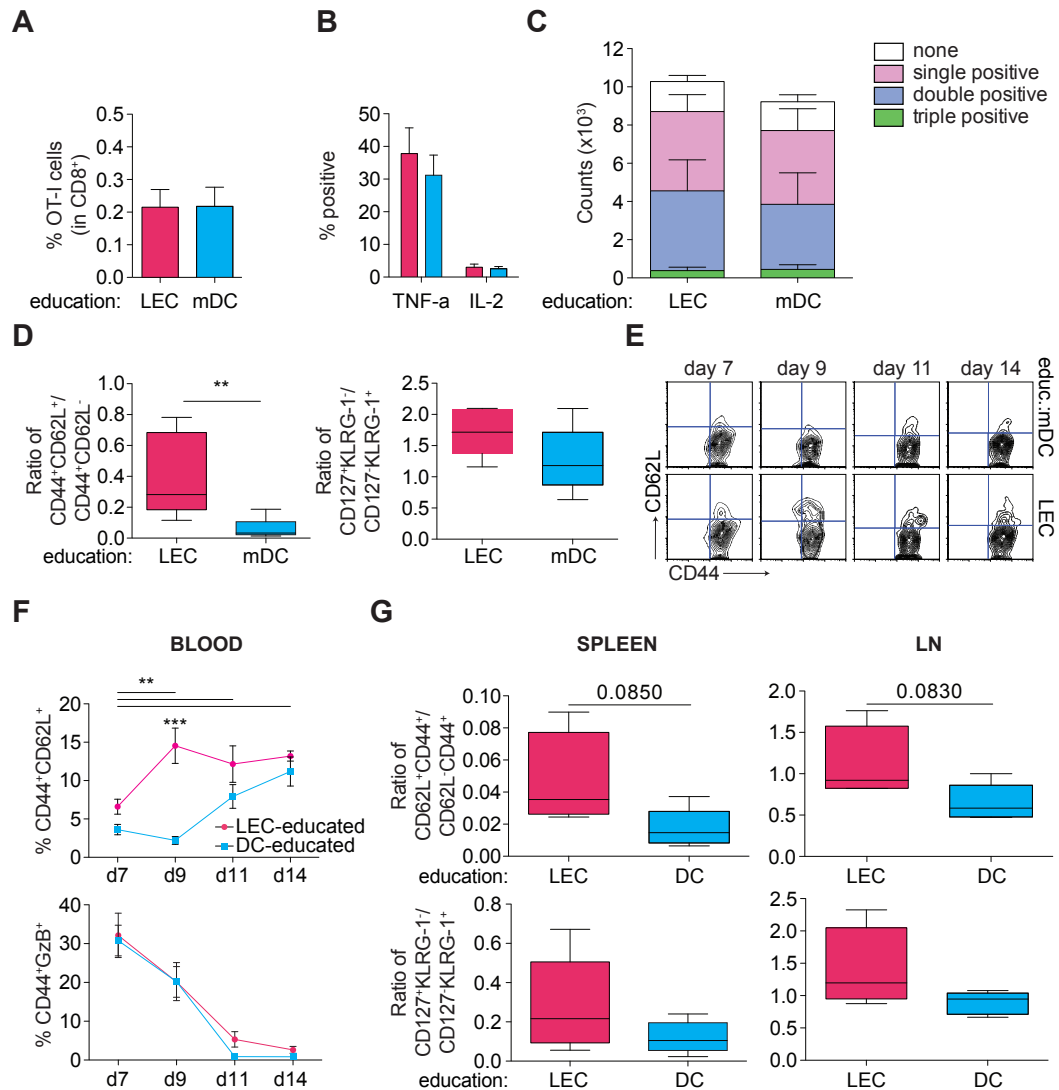 A
% OT-I cells
(in CD8⁺)
0.5
0.4
0.3
0.2
0.1
0.0
education: LEC mDC
B
% positive
50
40
30
20
10
0
TNF-a IL-2
C
Counts (x10³)
12
10
8
6
4
2
0
LEC mDC
none
single positive
double positive
triple positive
D
Ratio of
CD44⁺CD62L⁺/
CD44⁺CD62L⁻
1.0
0.8
0.6
0.4
0.2
0.0
**
education: LEC mDC
Ratio of
CD127⁺KLRG-1⁻/
CD127⁺KLRG-1⁺
2.5
2.0
1.5
1.0
0.5
0.0
LEC mDC
E
day 7 day 9 day 11 day 14
educ.:mDC
LEC
CD62L
CD44
F
BLOOD
% CD44⁺CD62L⁺
20
15
10
5
0
**
***
LEC-educated
DC-educated
d7 d9 d11 d14
% CD44⁺GzB⁺
40
30
20
10
0
d7 d9 d11 d14
G
SPLEEN
Ratio of
CD62L⁺CD44⁺/
CD62L⁻CD44⁺
0.10
0.08
0.06
0.04
0.02
0.00
0.0850
education: LEC DC
LN
2.0
1.5
1.0
0.5
0.0
0.0830
LEC DC
Ratio of
CD127⁺KLRG-1⁻/
CD127⁻KLRG-1⁺
0.8
0.6
0.4
0.2
0.0
education: LEC DC
2.5
2.0
1.5
1.0
0.5
0.0
LEC DC